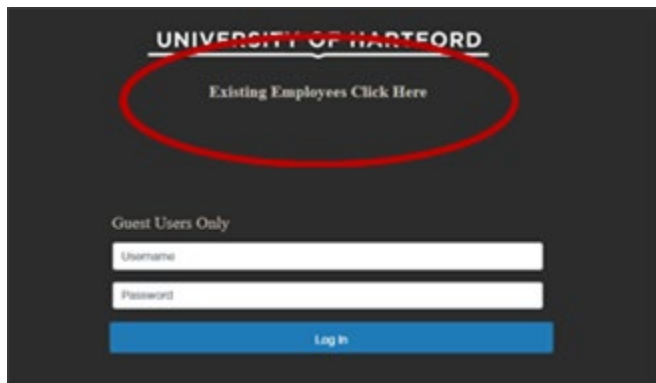 UNIVERSITY OF HARTFORD
Existing Employees Click Here
Guest Users Only
Username
Password
Log In